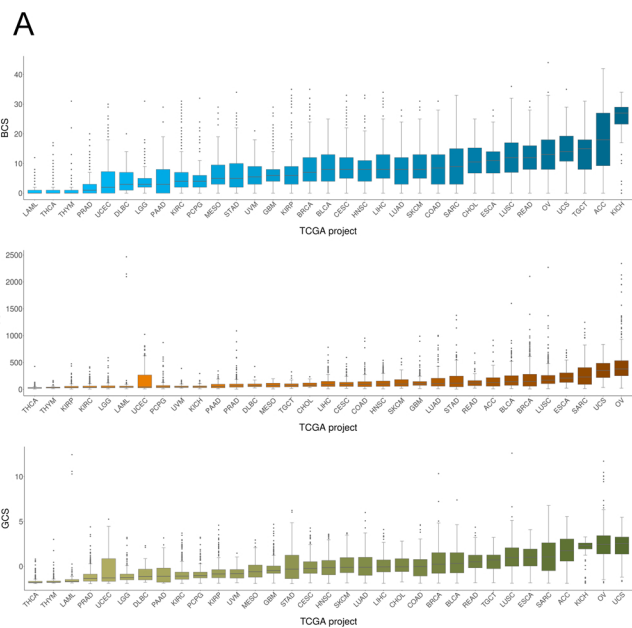 A
BCS
40
30
20
10
0
LAML THCA THYM PRAD UCEC DLBC LGG PAAD KIRC PCPG MESO STAD UVM GBM KIRP BRCA BLCA CESC HNSC LIHC LUAD SKCM COAD SARC CHOL ESCA LUSC READ OV UCS TGCT ACC KICH
TCGA project
2500
2000
1500
1000
500
0
THCA THYM KIRP KIRC LGG LAML UCEC PCPG UVM KICH PAAD PRAD DLBC MESO TGCT CHOL LIHC CESC COAD HNSC SKCM GBM LUAD STAD READ ACC BLCA BRCA LUSC ESCA SARC UCS OV
TCGA project
GCS
10
5
0
THCA THYM LAML PRAD UCEC LGG DLBC PAAD KIRC PCPG KIRP UVM MESO GBM STAD CESC HNSC SKCM LUAD LIHC CHOL COAD BRCA BLCA READ TGCT LUSC ESCA SARC ACC KICH OV UCS
TCGA project